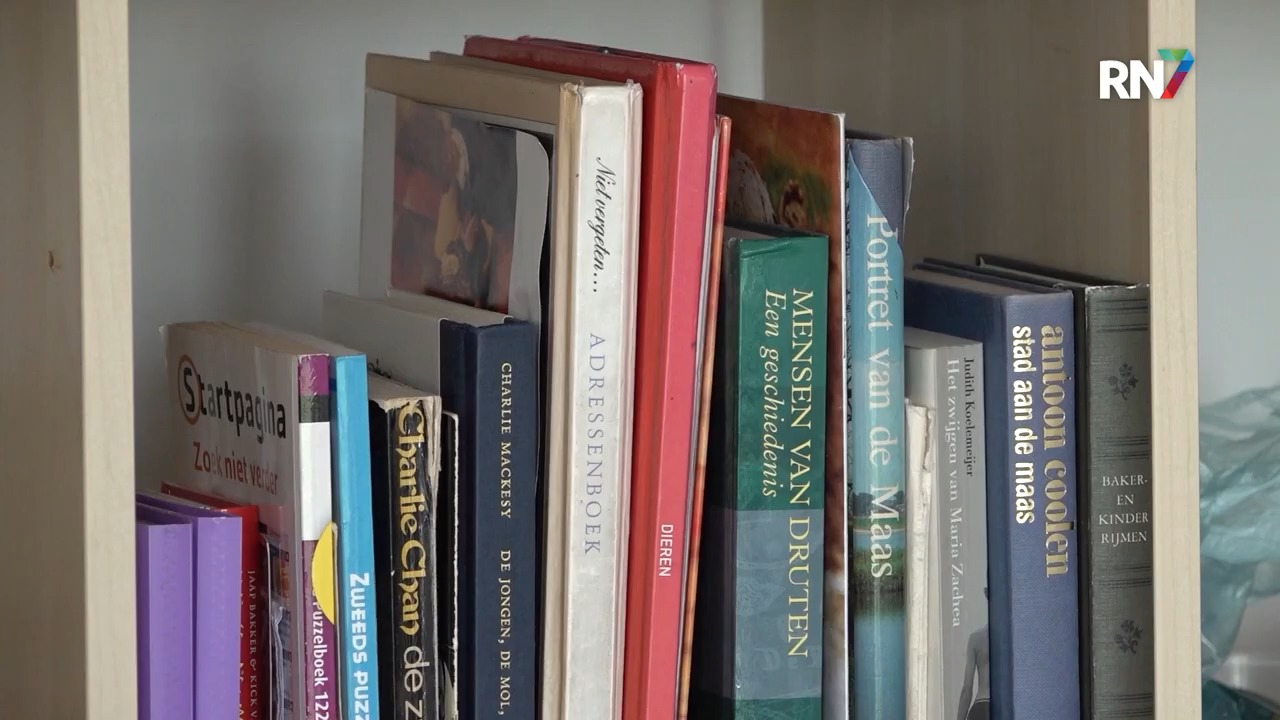 RN7
Startpagina
Zoek niet verder
JAAP BAKKER & KICK
Puzzelboek 122
ZWEEDS PUZZ
Charlie Chan de z
CHARLIE MACKESY DE JONGEN, DE MOL,
Niet vergeten...
ADRESSENBOEK
DIEREN
MENSEN VAN DRUTEN
Een geschiedenis
Portret van de Maas
Judith Koelemeijer
Het zwijgen van Maria Zachea
antoon coolen
stad aan de maas
BAKER-
EN
KINDER
RIJMEN